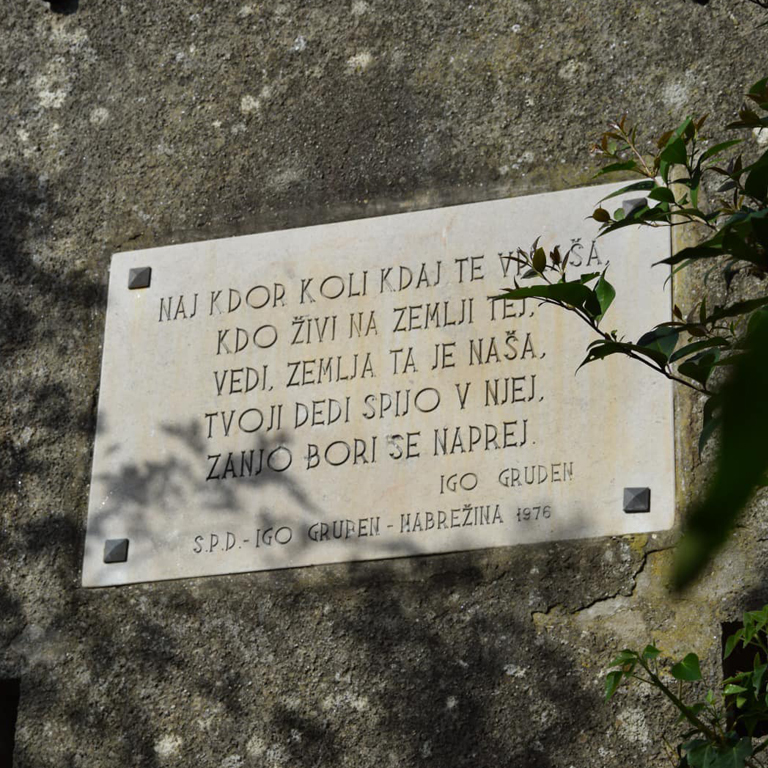 NAJ KDOR KOLI KDAJ TE VPRAŠA,
KDO ŽIVI NA ZEMLJI TEJ,
VEDI, ZEMLJA TA JE NAŠA,
TVOJI DEDI SPIJO V NJEJ,
ZANJO BORI SE NAPREJ.
IGO GRUDEN
S.P.D.-IGO GRUDEN-NABREŽINA 1976